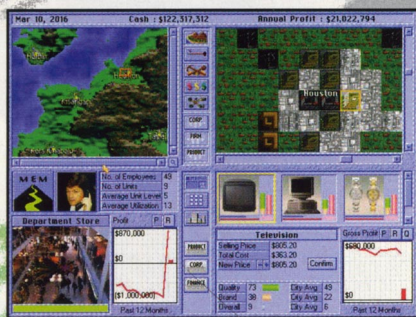 Mar 10, 2016
Cash : $122,317,312
Annual Profit : $21,022,794
Houston
CORP.
FIRM
PRODUCT
MEM
No. of Employees 49
No. of Units 9
Average Unit Level 5
Average Utilization 13
Department Store
Profit P R
$870,000
$0
($1,000,000)
Past 12 Months
PRODUCT
CORP.
FINANCE
Television
Selling Price $805.20
Total Cost $363.20
New Price $805.20 Confirm
Quality 73 City Avg. 49
Brand 38 City Avg. 22
Overall 9 City Avg. 6
Gross Profit P R Q
$680,000
$0
Past 12 Months